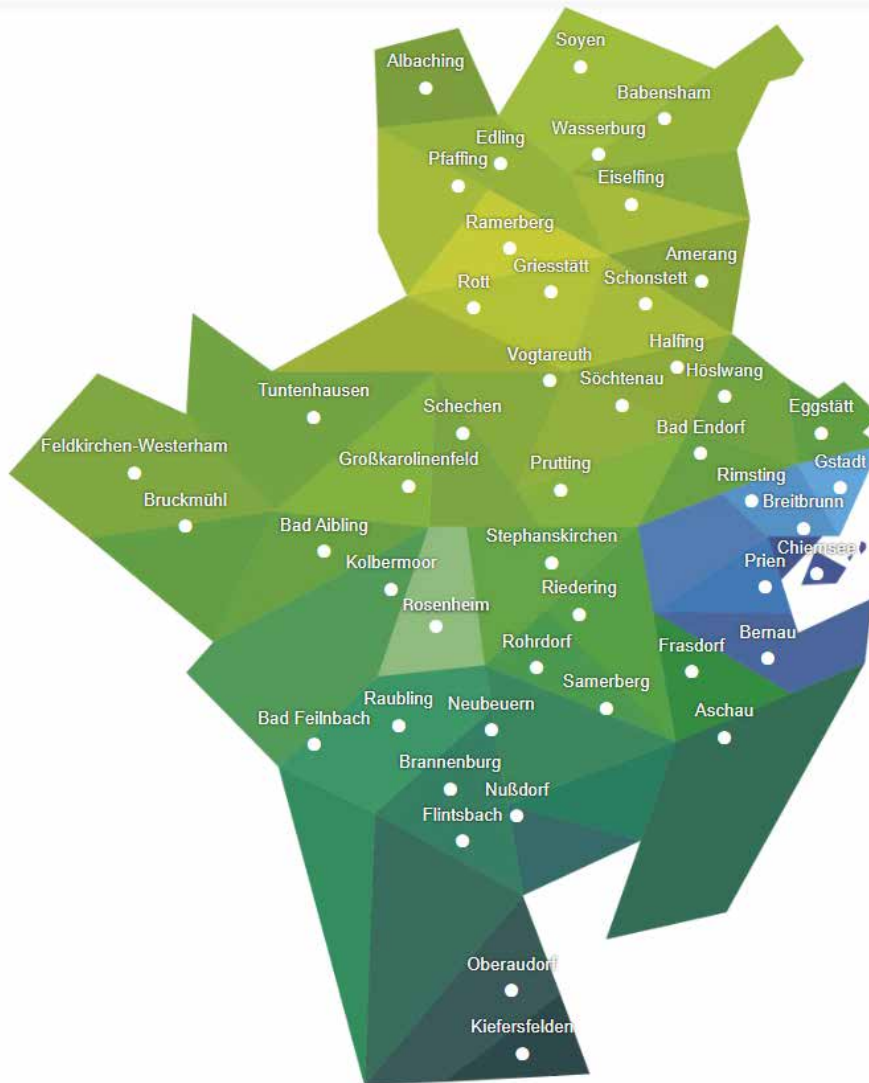 Soyen
Albaching
Babensham
Wasserburg
Edling
Pfaffing
Eiselfing
Ramerberg
Amerang
Griesstätt
Schonstett
Rott
Halfing
Vogtareuth
Höslwang
Söchtenau
Tuntenhausen
Schechen
Eggstätt
Bad Endorf
Feldkirchen-Westerham
Großkarolinenfeld
Prutting
Gstadt
Rimsting
Bruckmühl
Breitbrunn
Bad Aibling
Stephanskirchen
Chiemsee
Kolbermoor
Prien
Riedering
Rosenheim
Bernau
Rohrdorf
Frasdorf
Samerberg
Raubling
Neubeuern
Aschau
Bad Feilnbach
Brannenburg
Nußdorf
Flintsbach
Oberaudorf
Kiefersfelden